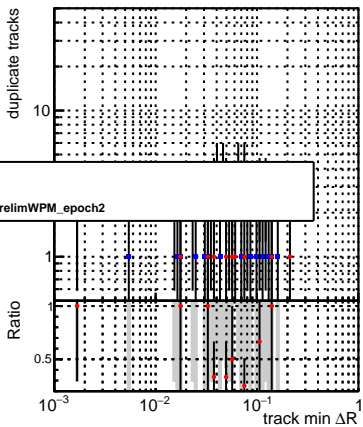 duplicate tracks
10
relimWPM_epoch2
1
Ratio
1
0.5
10⁻³ 10⁻² 10⁻¹ 1
track min ΔR